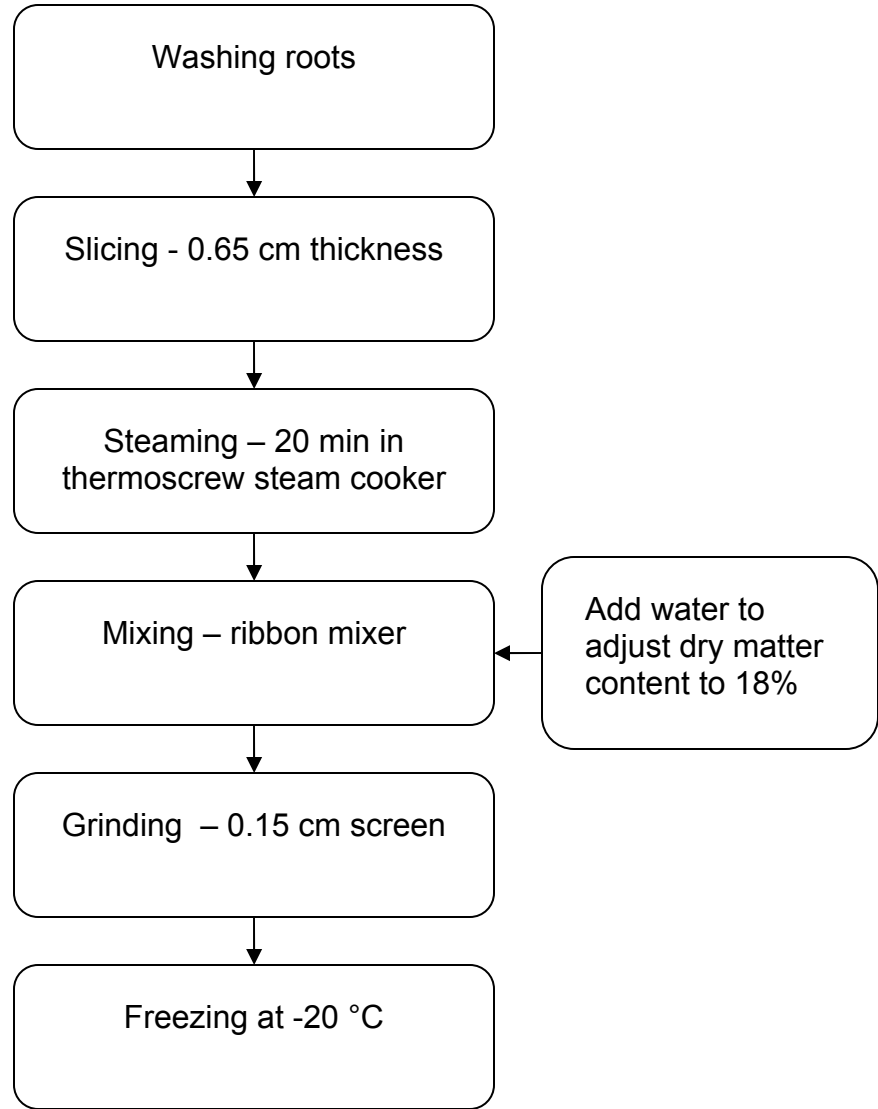 Washing roots
Slicing - 0.65 cm thickness
Steaming – 20 min in
thermoscrew steam cooker
Mixing – ribbon mixer
Add water to
adjust dry matter
content to 18%
Grinding  – 0.15 cm screen
Freezing at -20 °C